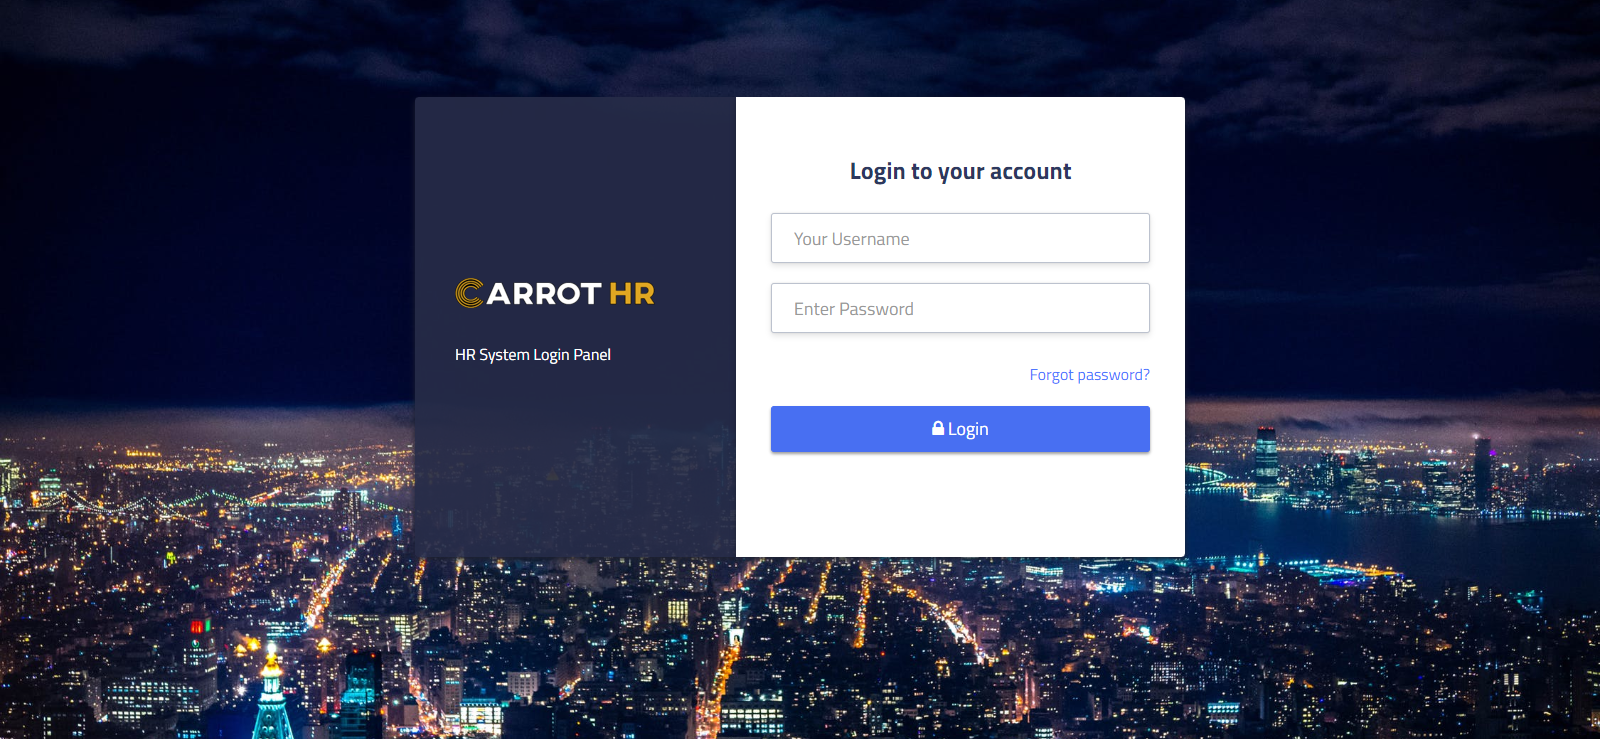 CARROT HR
HR System Login Panel
Login to your account
Your Username
Enter Password
Forgot password?
Login